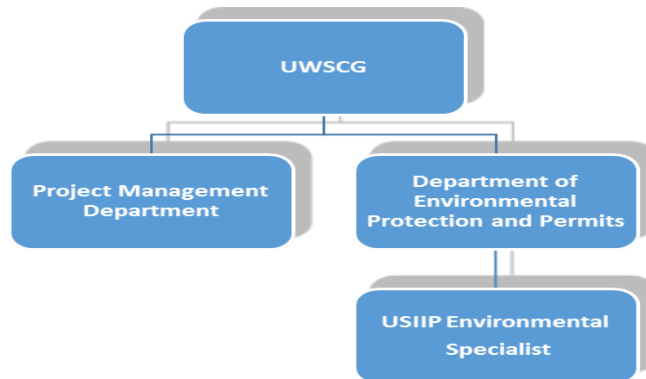 UWSCG
Project Management
Department
Department of
Environmental
Protection and Permits
USIIP Environmental
Specialist